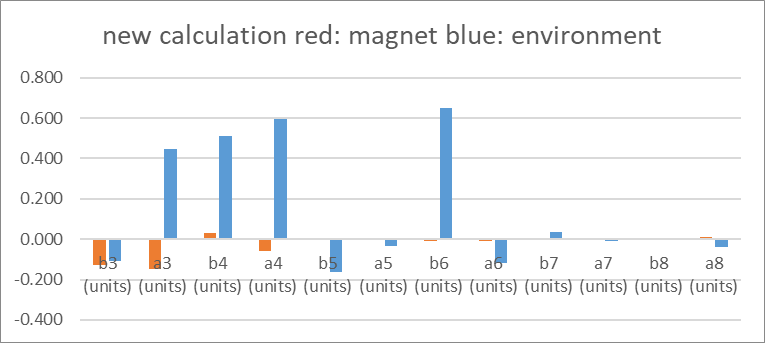 new calculation red: magnet blue: environment
0.800
0.600
0.400
0.200
0.000
-0.200
-0.400
b3 a3 b4 a4 b5 a5 b6 a6 b7 a7 b8 a8
(units) (units) (units) (units) (units) (units) (units) (units) (units) (units) (units) (units)